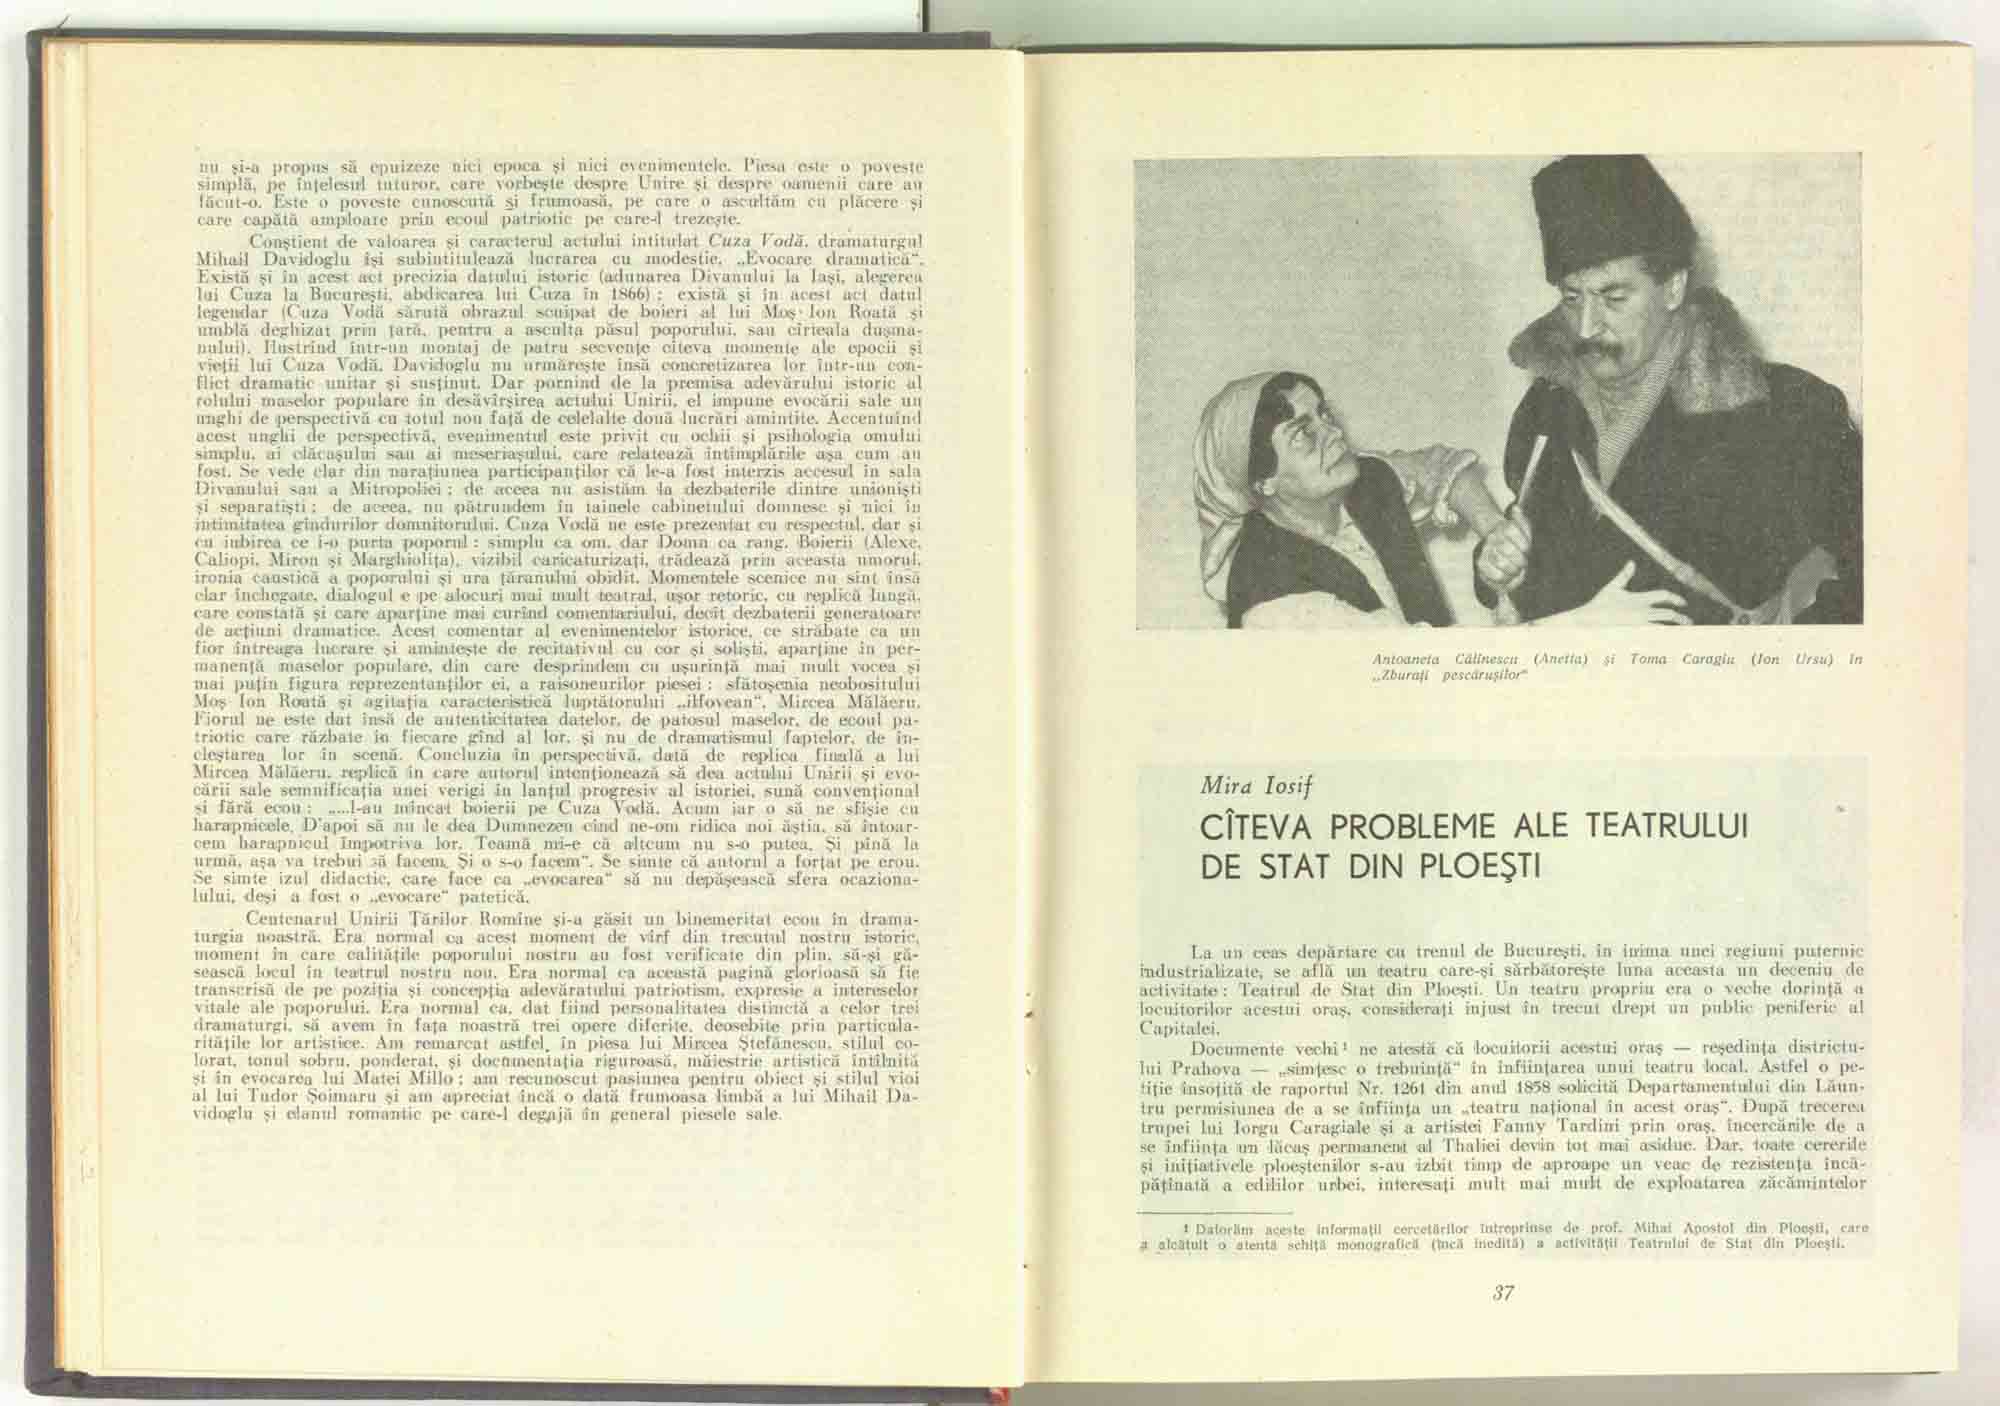 nu și-a propus să epuizeze nici epoca și nici evenimentele. Piesa este o poveste
simplă, pe înțelesul tuturor, care vorbește despre Unire și despre oamenii care au
făcut-o. Este o poveste cunoscută și frumoasă, pe care o ascultăm cu plăcere și
care capătă amploare prin ecoul patriotic pe care-l trezește.
Conștient de valoarea și caracterul actului intitulat Cuza Vodă, dramaturgul
Mihail Davidoglu își subintitulează lucrarea cu modestie, „Evocare dramatică“.
Există și în acest act precizia datului istoric (adunarea Divanului la Iași, alegerea
lui Cuza la București, abdicarea lui Cuza în 1866) ; există și în acest act datul
legendar (Cuza Vodă sărută obrazul scuipat de boieri al lui Moș Ion Roată și
umblă deghizat prin țară, pentru a asculta păsul poporului, sau cîrteala dușma-
nului). Ilustrînd într-un montaj de patru secvențe cîteva momente ale epocii și
vieții lui Cuza Vodă, Davidoglu nu urmărește însă concretizarea lor într-un con-
flict dramatic unitar și susținut. Dar pornind de la premisa adevărului istoric al
rolului maselor populare în desăvîrșirea actului Unirii, el impune evocării sale un
unghi de perspectivă cu totul nou față de celelalte două lucrări amintite. Accentuînd
acest unghi de perspectivă, evenimentul este privit cu ochii și psihologia omului
simplu, ai clăcașului sau ai meseriașului, care relatează întîmplările așa cum au
fost. Se vede clar din narațiunea participanților că le-a fost interzis accesul în sala
Divanului sau a Mitropoliei ; de aceea nu asistăm la dezbaterile dintre unioniști
și separatiști ; de aceea, nu pătrundem în tainele cabinetului domnesc și nici în
intimitatea gîndurilor domnitorului. Cuza Vodă ne este prezentat cu respectul, dar și
cu iubirea ce i-o purta poporul : simplu ca om, dar Domn ca rang. Boierii (Alexe,
Caliopi, Miron și Marghiolița), vizibil caricaturizați, trădează prin aceasta umorul,
ironia caustică a poporului și ura țăranului obidit. Momentele scenice nu sînt însă
clar închegate, dialogul e pe alocuri mai mult teatral, ușor retoric, cu replică lungă,
care constată și care aparține mai curînd comentariului, decît dezbaterii generatoare
de acțiuni dramatice. Acest comentar al evenimentelor istorice, ce străbate ca un
fior întreaga lucrare și amintește de recitativul cu cor și soliști, aparține în per-
manență maselor populare, din care desprindem cu ușurință mai mult vocea și
mai puțin figura reprezentanților ei, a raisoneurilor piesei : sfătoșenia neobositului
Moș Ion Roată și agitația caracteristică luptătorului „ilfovean“, Mircea Mălăeru.
Fiorul ne este dat însă de autenticitatea datelor, de patosul maselor, de ecoul pa-
triotic care răzbate în fiecare gînd al lor, și nu de dramatismul faptelor, de în-
cleștarea lor în scenă. Concluzia în perspectivă, dată de replica finală a lui
Mircea Mălăeru, replică în care autorul intenționează să dea actului Unirii și evo-
cării sale semnificația unei verigi în lanțul progresiv al istoriei, sună convențional
și fără ecou : „...l-au mîncat boierii pe Cuza Vodă. Acum iar o să ne sfîșie cu
harapnicele. D'apoi să nu le dea Dumnezeu cînd ne-om ridica noi ăștia, să întoar-
cem harapnicul împotriva lor. Teamă mi-e că altcum nu s-o putea. Și pînă la
urmă, așa va trebui să facem. Și o s-o facem“. Se simte că autorul a forțat pe erou.
Se simte izul didactic, care face ca „evocarea“ să nu depășească sfera ocaziona-
lului, deși a fost o „evocare“ patetică.
Centenarul Unirii Țărilor Romîne și-a găsit un binemeritat ecou în drama-
turgia noastră. Era normal ca acest moment de vîrf din trecutul nostru istoric,
moment în care calitățile poporului nostru au fost verificate din plin, să-și gă-
sească locul în teatrul nostru nou. Era normal ca această pagină glorioasă să fie
transcrisă de pe poziția și concepția adevăratului patriotism, expresie a intereselor
vitale ale poporului. Era normal ca, dat fiind personalitatea distinctă a celor trei
dramaturgi, să avem în fața noastră trei opere diferite, deosebite prin particula-
ritățile lor artistice. Am remarcat astfel, în piesa lui Mircea Ștefănescu, stilul co-
lorat, tonul sobru, ponderat, și documentația riguroasă, măiestrie artistică întîlnită
și în evocarea lui Matei Millo ; am recunoscut pasiunea pentru obiect și stilul vioi
al lui Tudor Șoimaru și am apreciat încă o dată frumoasa limbă a lui Mihail Da-
vidoglu și elanul romantic pe care-l degajă în general piesele sale.
Antoaneta Călinescu (Anetta) și Toma Caragiu (Ion Ursu) în
„Zburați pescărușilor“
Mira Iosif
CÎTEVA PROBLEME ALE TEATRULUI
DE STAT DIN PLOEȘTI
La un ceas depărtare cu trenul de București, în inima unei regiuni puternic
industrializate, se află un teatru care-și sărbătorește luna aceasta un deceniu de
activitate : Teatrul de Stat din Ploești. Un teatru propriu era o veche dorință a
locuitorilor acestui oraș, considerați injust în trecut drept un public periferic al
Capitalei.
Documente vechi¹ ne atestă că locuitorii acestui oraș — reședința districtu-
lui Prahova — „simțesc o trebuință“ în înființarea unui teatru local. Astfel o pe-
tiție însoțită de raportul Nr. 1261 din anul 1858 solicită Departamentului din Lăun-
tru permisiunea de a se înființa un „teatru național în acest oraș“. După trecerea
trupei lui Iorgu Caragiale și a artistei Fanny Tardini prin oraș, încercările de a
se înființa un lăcaș permanent al Thaliei devin tot mai asidue. Dar, toate cererile
și inițiativele ploeștenilor s-au izbit timp de aproape un veac de rezistența încă-
pățînată a edililor urbei, interesați mult mai mult de exploatarea zăcămintelor
¹ Datorăm aceste informații cercetărilor întreprinse de prof. Mihai Apostol din Ploești, care
a alcătuit o atentă schiță monografică (încă inedită) a activității Teatrului de Stat din Ploești.
37